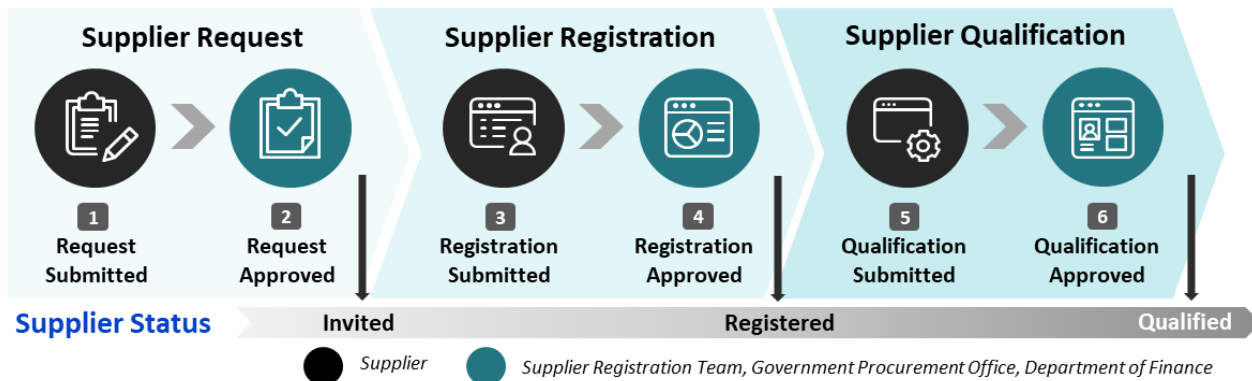 Supplier Request
Supplier Registration
Supplier Qualification
1
2
3
4
5
6
Request
Submitted
Request
Approved
Registration
Submitted
Registration
Approved
Qualification
Submitted
Qualification
Approved
Supplier Status
Invited
Registered
Qualified
Supplier
Supplier Registration Team, Government Procurement Office, Department of Finance